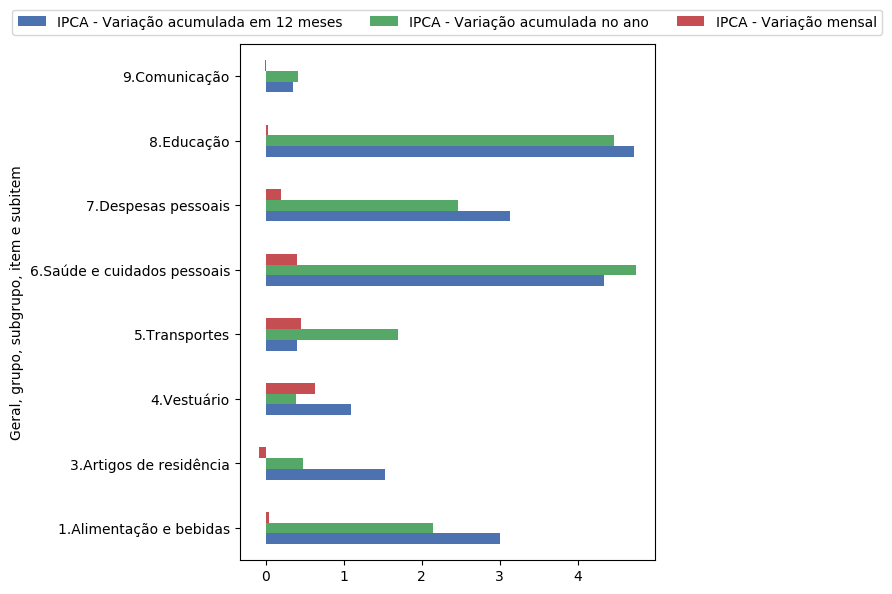 IPCA - Variação acumulada em 12 meses
IPCA - Variação acumulada no ano
IPCA - Variação mensal
Geral, grupo, subgrupo, item e subitem
9.Comunicação
8.Educação
7.Despesas pessoais
6.Saúde e cuidados pessoais
5.Transportes
4.Vestuário
3.Artigos de residência
1.Alimentação e bebidas
0 1 2 3 4